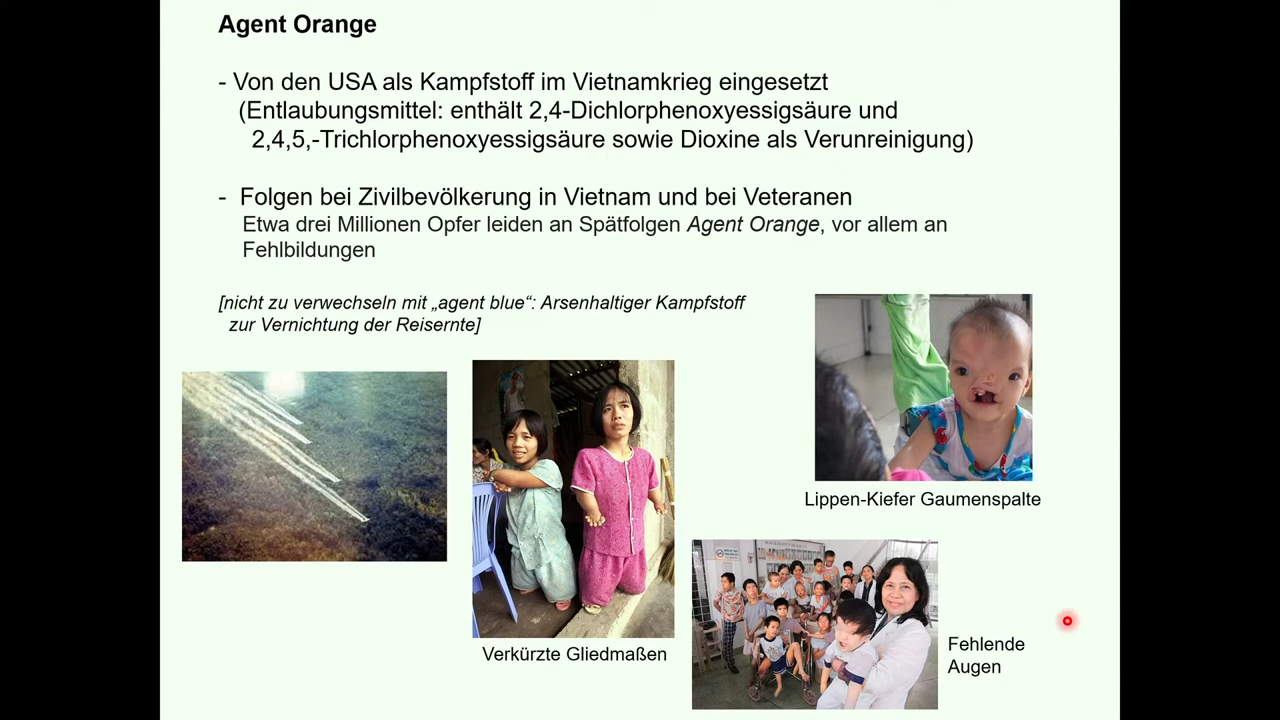 Agent Orange
- Von den USA als Kampfstoff im Vietnamkrieg eingesetzt
(Entlaubungsmittel: enthält 2,4-Dichlorphenoxyessigsäure und
2,4,5,-Trichlorphenoxyessigsäure sowie Dioxine als Verunreinigung)
- Folgen bei Zivilbevölkerung in Vietnam und bei Veteranen
Etwa drei Millionen Opfer leiden an Spätfolgen Agent Orange, vor allem an
Fehlbildungen
[nicht zu verwechseln mit „agent blue“: Arsenhaltiger Kampfstoff
zur Vernichtung der Reisernte]
Lippen-Kiefer Gaumenspalte
Verkürzte Gliedmaßen
Fehlende
Augen